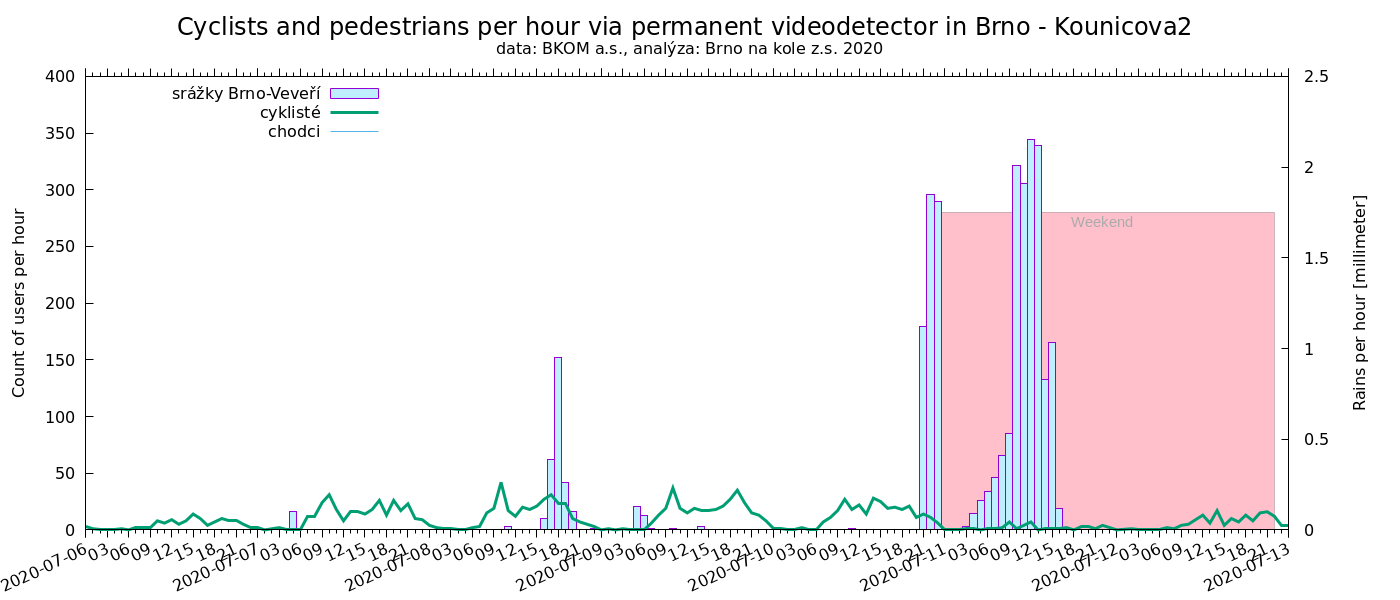 Cyclists and pedestrians per hour via permanent videodetector in Brno - Kounicova2
data: BKOM a.s., analýza: Brno na kole z.s. 2020
srážky Brno-Veveří
cyklisté
chodci
Weekend
Count of users per hour
400
350
300
250
200
150
100
50
0
Rains per hour [millimeter]
2.5
2
1.5
1
0.5
0
2020-07-06 03 06 09 12 15 18 21 2020-07-07 03 06 09 12 15 18 21 2020-07-08 03 06 09 12 15 18 21 2020-07-09 03 06 09 12 15 18 21 2020-07-10 03 06 09 12 15 18 21 2020-07-11 03 06 09 12 15 18 21 2020-07-12 03 06 09 12 15 18 21 2020-07-13